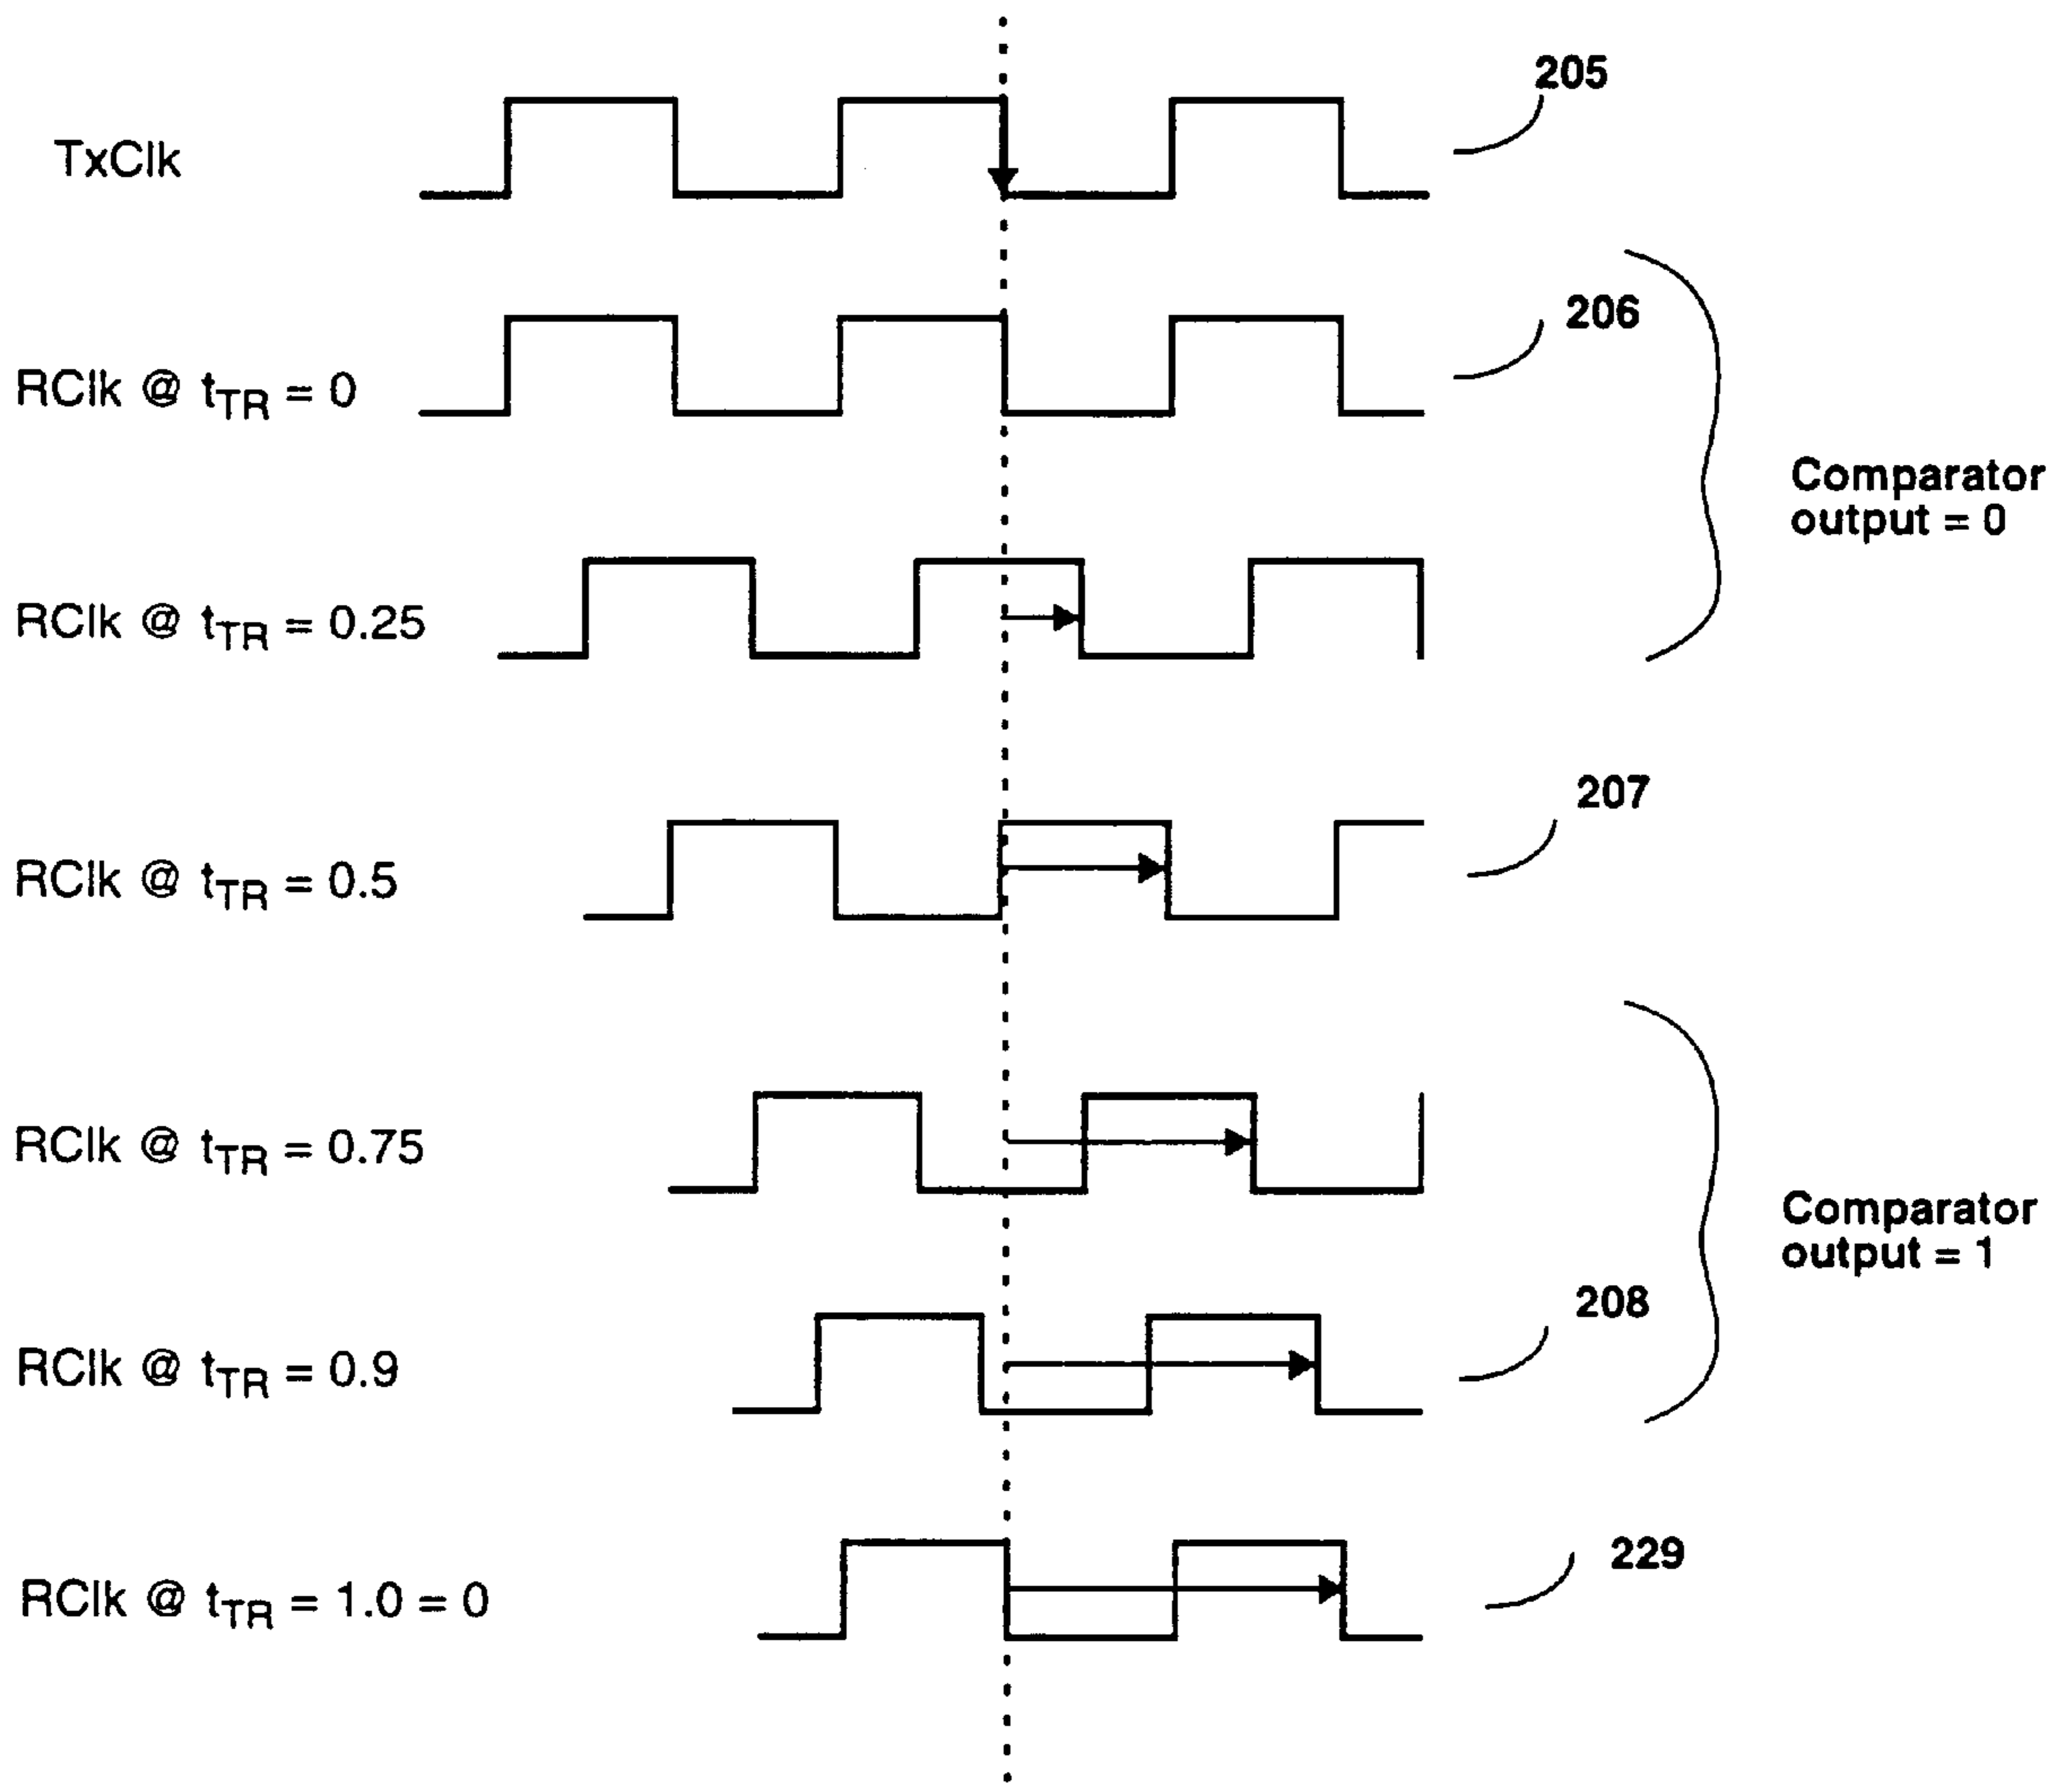 205
TxClk
206
RClk @ tTR = 0
Comparator
output = 0
RClk @ tTR = 0.25
207
RClk @ tTR = 0.5
RClk @ tTR = 0.75
Comparator
output = 1
208
RClk @ tTR = 0.9
229
RClk @ tTR = 1.0 = 0